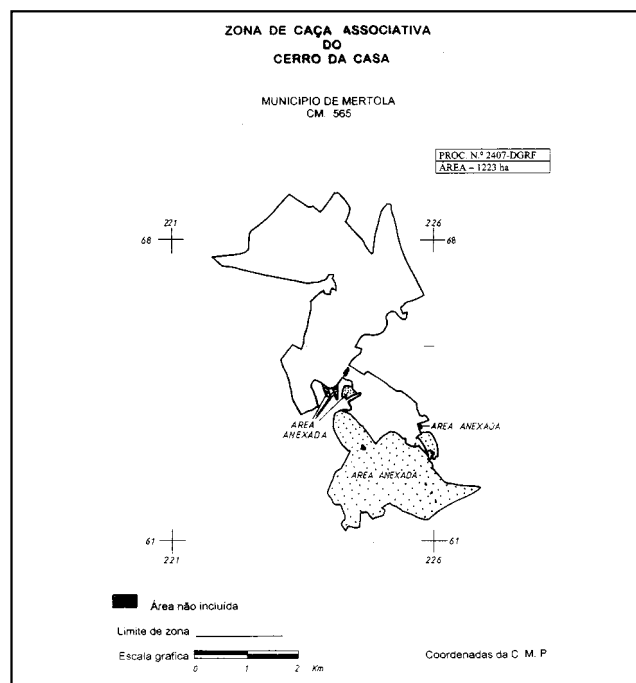 ZONA DE CAÇA ASSOCIATIVA
DO
CERRO DA CASA
MUNICIPIO DE MERTOLA
CM. 565
PROC. N.º 2407-DGRF
AREA – 1223 ha
221
68
226
68
AREA
ANEXADA
AREA ANEXADA
AREA ANEXADA
61
221
61
226
Área não incluída
Limite de zona
Escala grafica
0 1 2 Km
Coordenadas da C. M. P